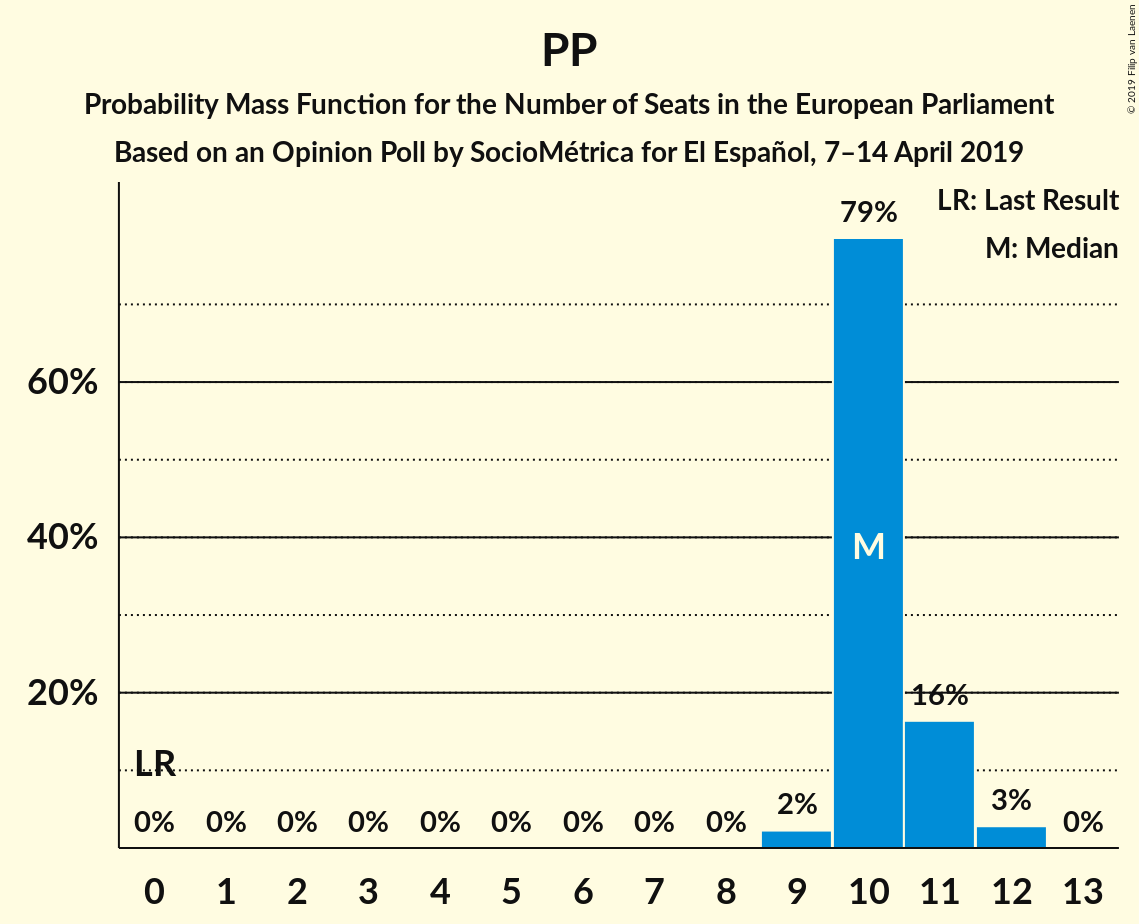 PP
Probability Mass Function for the Number of Seats in the European Parliament
Based on an Opinion Poll by SocioMétrica for El Español, 7–14 April 2019
© 2019 Filip van Laenen
LR: Last Result
M: Median
79%
60%
40%
M
20%
16%
LR
0% 0% 0% 0% 0% 0% 0% 0% 0% 2% 3% 0%
0 1 2 3 4 5 6 7 8 9 10 11 12 13